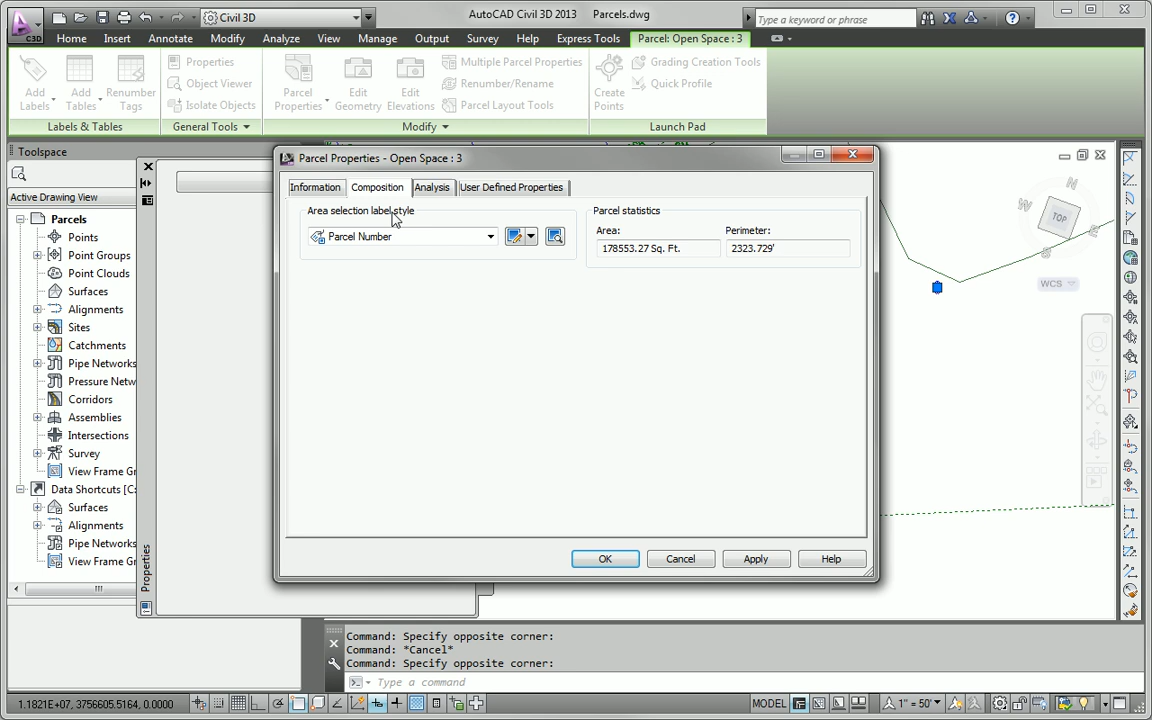 Civil 3D
AutoCAD Civil 3D 2013 Parcels.dwg
Type a keyword or phrase
C3D
Home Insert Annotate Modify Analyze View Manage Output Survey Help Express Tools Parcel: Open Space : 3
Add Labels
Add Tables
Renumber Tags
Labels & Tables
Properties
Object Viewer
Isolate Objects
General Tools
Parcel Properties
Edit Geometry
Edit Elevations
Multiple Parcel Properties
Renumber/Rename
Parcel Layout Tools
Modify
Create Points
Grading Creation Tools
Quick Profile
Launch Pad
Toolspace
Active Drawing View
Parcels
Points
Point Groups
Point Clouds
Surfaces
Alignments
Sites
Catchments
Pipe Networks
Pressure Netw
Corridors
Assemblies
Intersections
Survey
View Frame Gr
Data Shortcuts [C:
Surfaces
Alignments
Pipe Networks
View Frame Gr
Properties
Parcel Properties - Open Space : 3
Information Composition Analysis User Defined Properties
Area selection label style
Parcel Number
Parcel statistics
Area: Perimeter:
178553.27 Sq. Ft. 2323.729'
OK Cancel Apply Help
N
W TOP E
S
WCS
Command: Specify opposite corner:
Command: *Cancel*
Command: Specify opposite corner:
Type a command
1.1821E+07, 3756605.5164, 0.0000
MODEL
1" = 50'